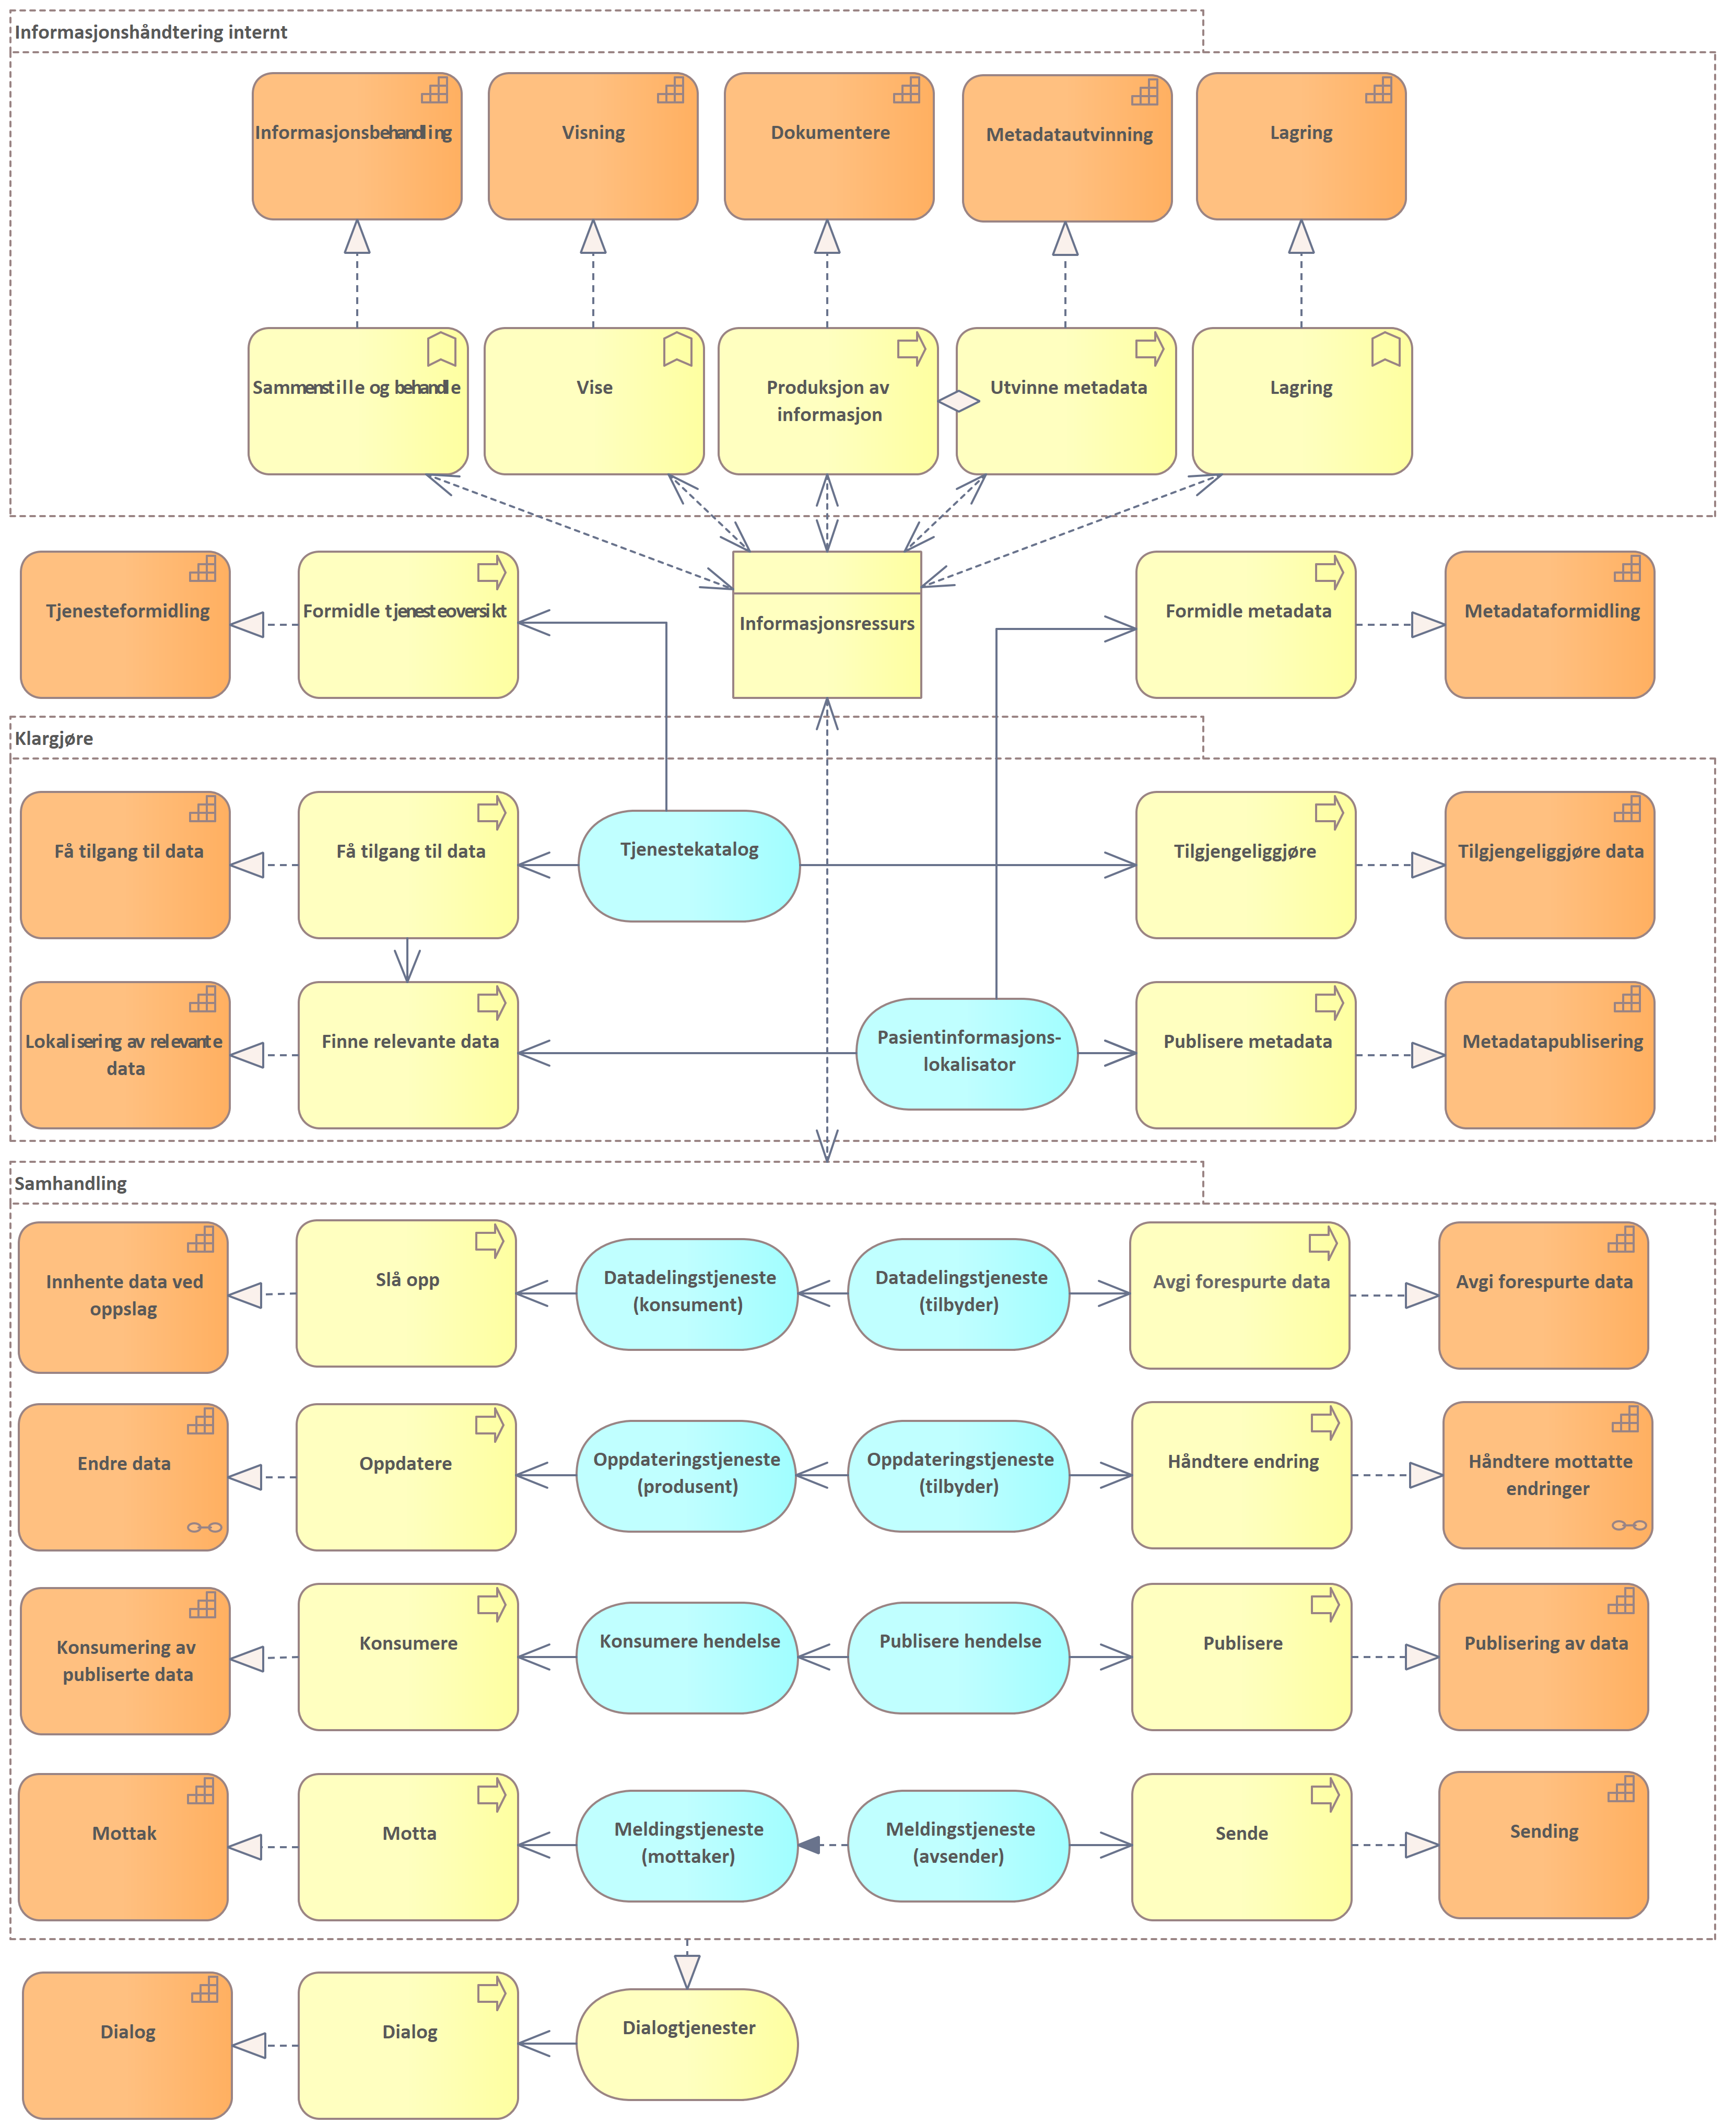 Informasjonshåndtering internt
Informasjonsbehandling
Visning
Dokumentere
Metadatautvinning
Lagring
Sammenstille og behandle
Vise
Produksjon av
informasjon
Utvinne metadata
Lagring
Tjenesteformidling
Formidle tjenesteoversikt
Informasjonsressurs
Formidle metadata
Metadataformidling
Klargjøre
Få tilgang til data
Få tilgang til data
Tjenestekatalog
Tilgjengeliggjøre
Tilgjengeliggjøre data
Lokalisering av relevante
data
Finne relevante data
Pasientinformasjons-
lokalisator
Publisere metadata
Metadatapublisering
Samhandling
Innhente data ved
oppslag
Slå opp
Datadelingstjeneste
(konsument)
Datadelingstjeneste
(tilbyder)
Avgi forespurte data
Avgi forespurte data
Endre data
Oppdatere
Oppdateringstjeneste
(produsent)
Oppdateringstjeneste
(tilbyder)
Håndtere endring
Håndtere mottatte
endringer
Konsumering av
publiserte data
Konsumere
Konsumere hendelse
Publisere hendelse
Publisere
Publisering av data
Mottak
Motta
Meldingstjeneste
(mottaker)
Meldingstjeneste
(avsender)
Sende
Sending
Dialog
Dialog
Dialogtjenester